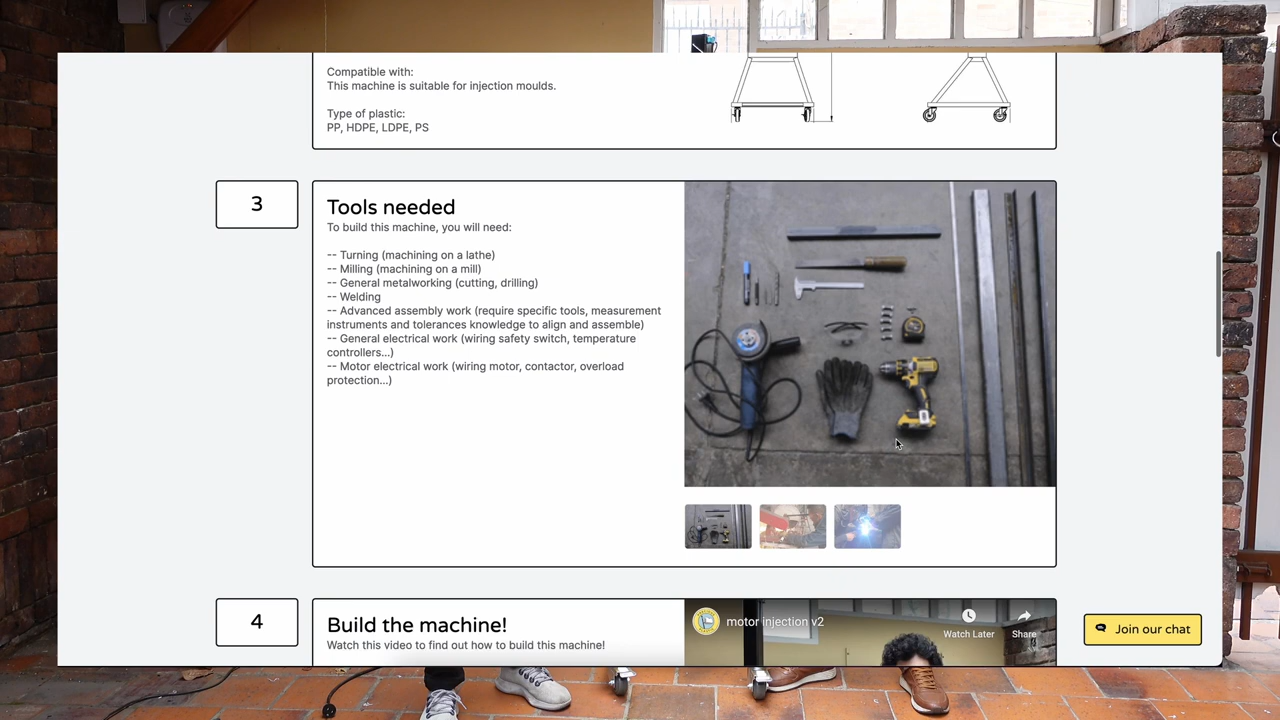 Compatible with:
This machine is suitable for injection moulds.
Type of plastic:
PP, HDPE, LDPE, PS
3
Tools needed
To build this machine, you will need:
-- Turning (machining on a lathe)
-- Milling (machining on a mill)
-- General metalworking (cutting, drilling)
-- Welding
-- Advanced assembly work (require specific tools, measurement
instruments and tolerances knowledge to align and assemble)
-- General electrical work (wiring safety switch, temperature
controllers...)
-- Motor electrical work (wiring motor, contactor, overload
protection...)
4
Build the machine!
Watch this video to find out how to build this machine!
motor injection v2
Watch Later
Share
Join our chat